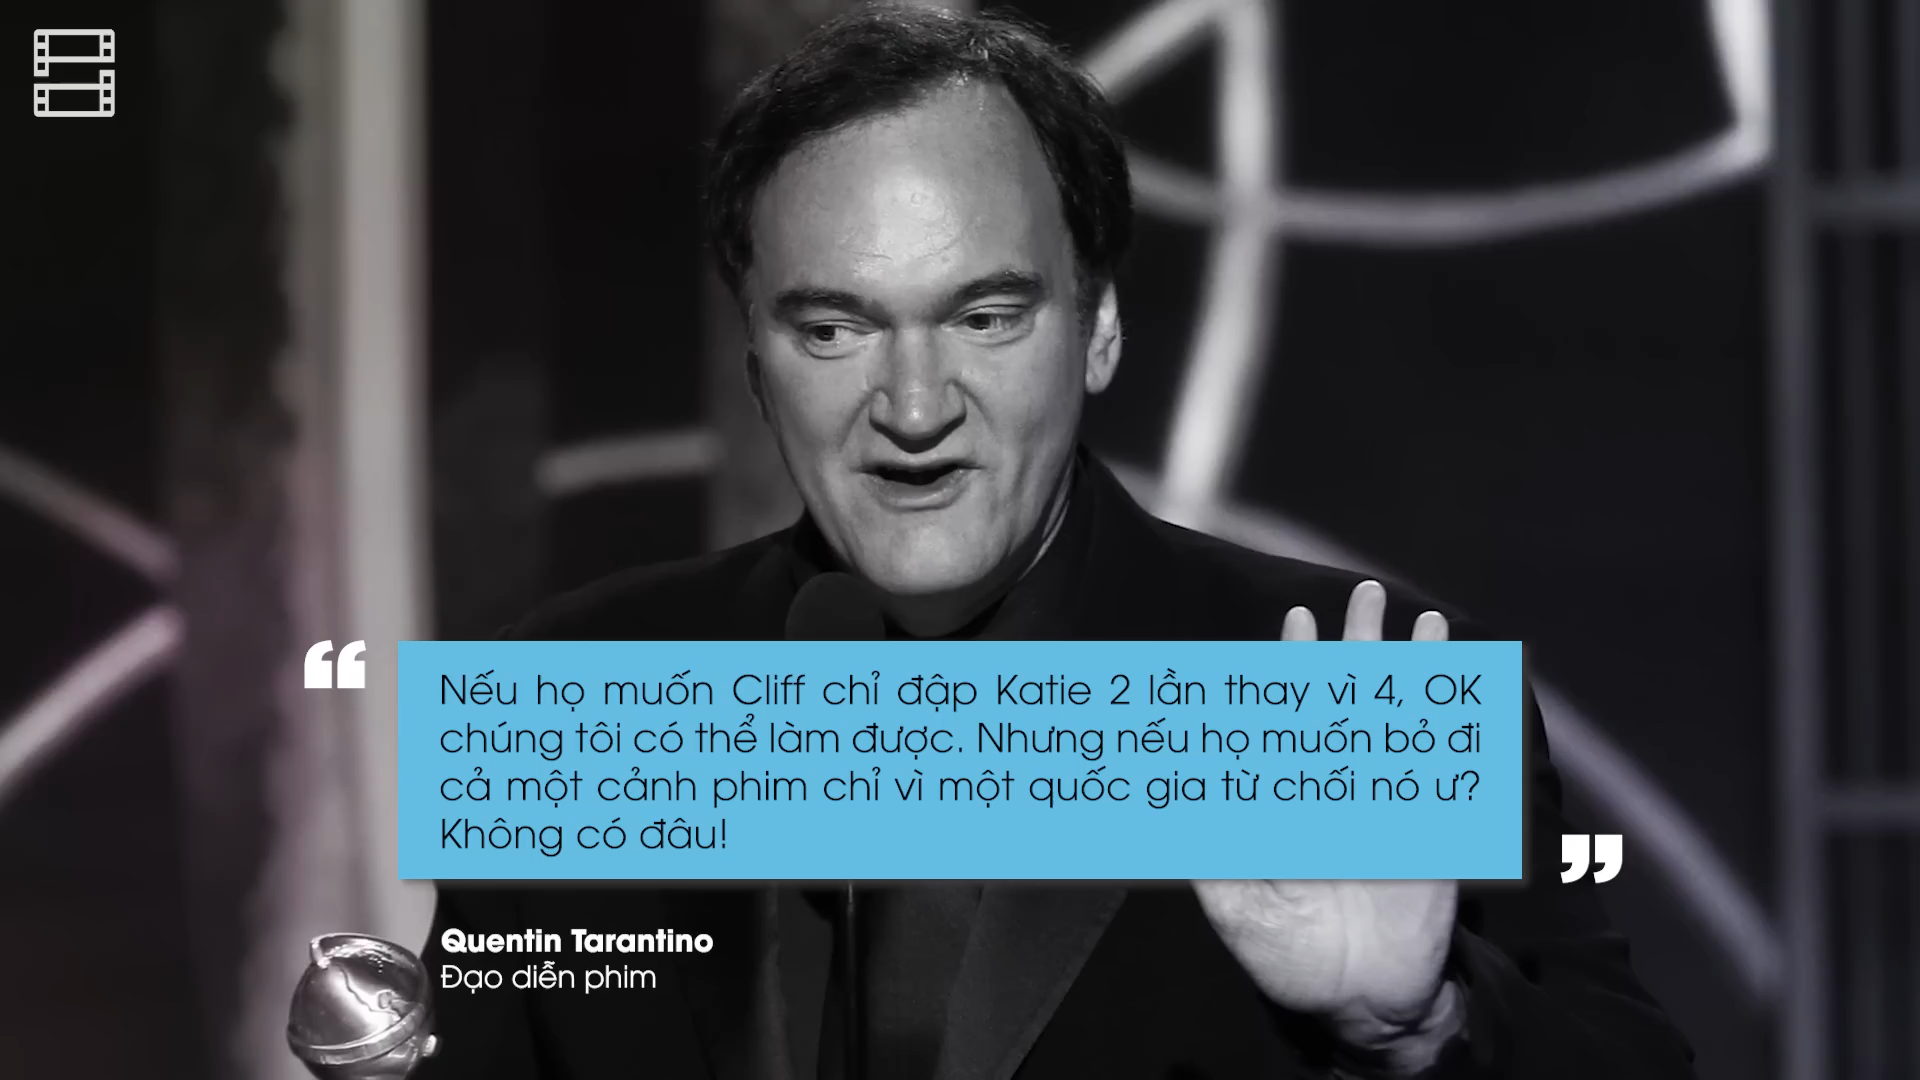 Nếu họ muốn Cliff chỉ đập Katie 2 lần thay vì 4, OK
chúng tôi có thể làm được. Nhưng nếu họ muốn bỏ đi
cả một cảnh phim chỉ vì một quốc gia từ chối nó ư?
Không có đâu!
Quentin Tarantino
Đạo diễn phim